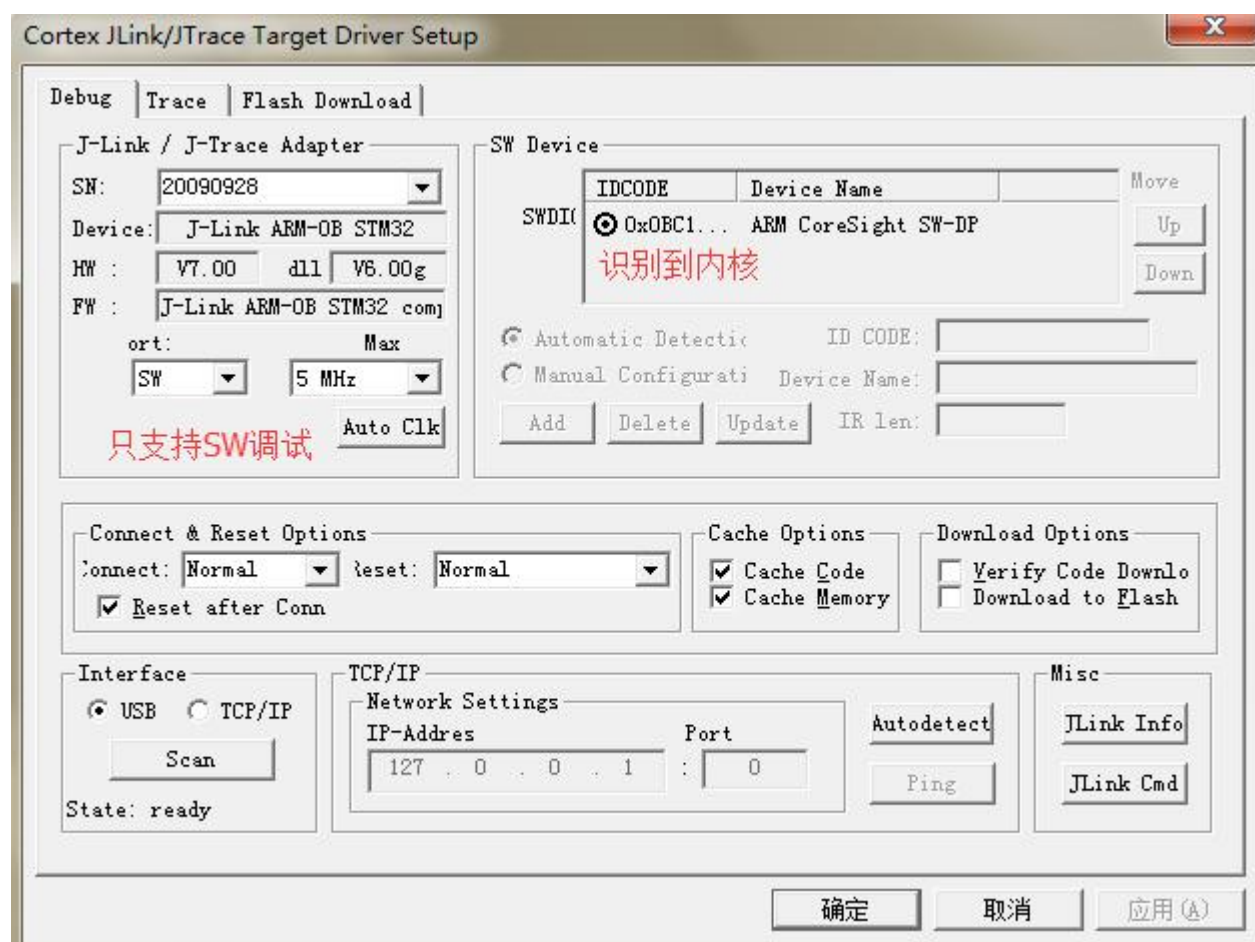 Cortex JLink/JTrace Target Driver Setup
Debug Trace Flash Download
J-Link / J-Trace Adapter
SN: 20090928
Device: J-Link ARM-OB STM32
HW : V7.00 dll V6.00g
FW : J-Link ARM-OB STM32 comp
ort: Max
SW 5 MHz
只支持SW调试 Auto Clk
SW Device
IDCODE Device Name Move
SWDI( 0x0BC1... ARM CoreSight SW-DP Up
识别到内核 Down
Automatic Detectic ID CODE:
Manual Configurati Device Name:
Add Delete Update IR len:
Connect & Reset Options
onnect: Normal eset: Normal
Reset after Conn
Cache Options
Cache Code
Cache Memory
Download Options
Verify Code Downlo
Download to Flash
Interface
USB TCP/IP
Scan
State: ready
TCP/IP
Network Settings
IP-Addres Port
127 . 0 . 0 . 1 : 0
Autodetect
Ping
Misc
JLink Info
JLink Cmd
确定 取消 应用(A)